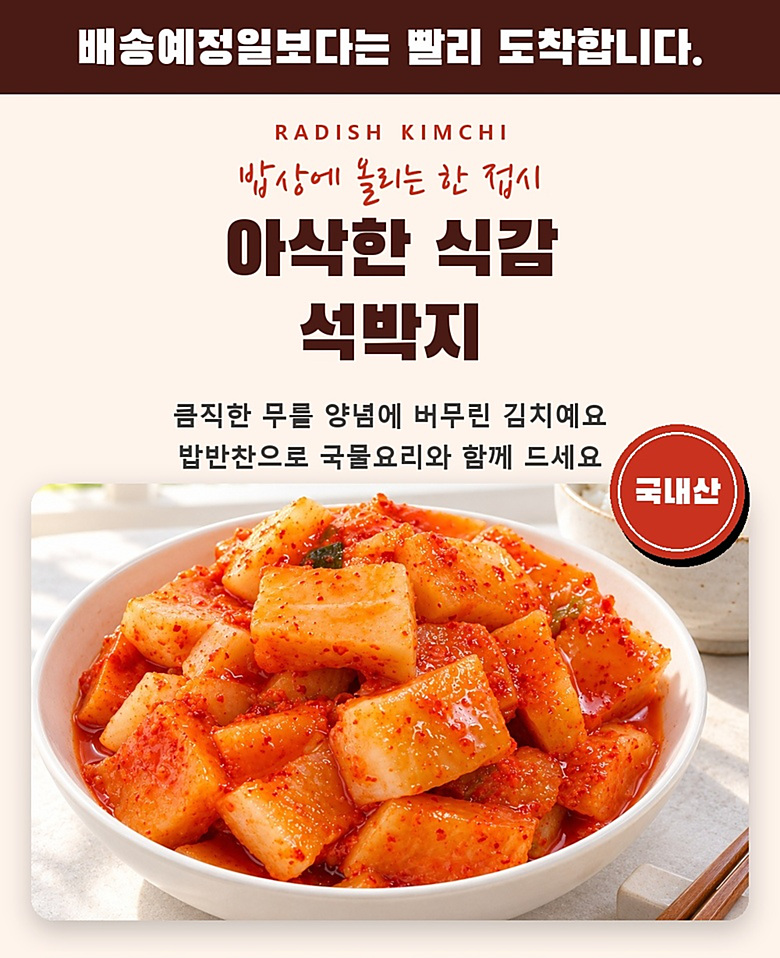 배송예정일보다는 빨리 도착합니다.
RADISH KIMCHI
밥상에 올리는 한 접시
아삭한 식감
석박지
큼직한 무를 양념에 버무린 김치예요
밥반찬으로 국물요리와 함께 드세요
국내산